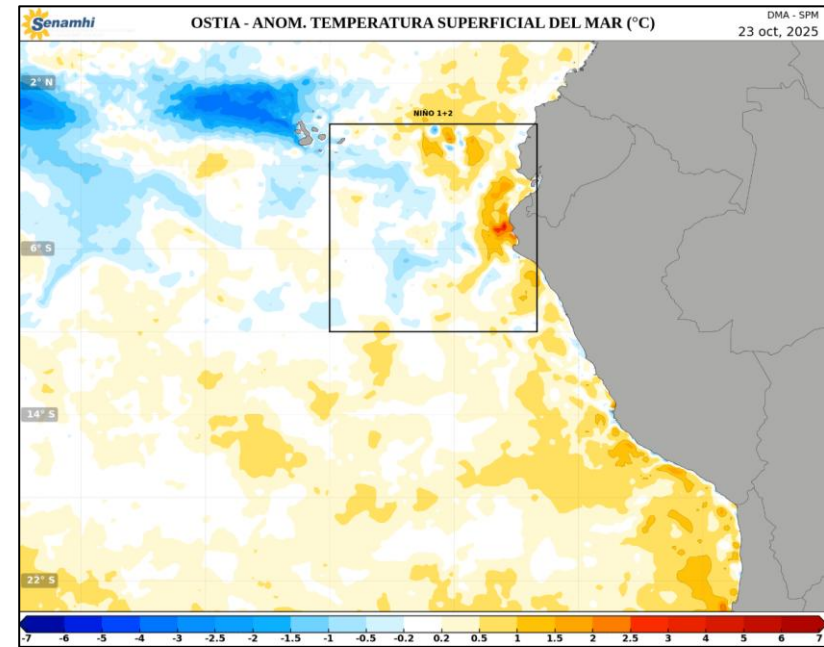 Senamhi
OSTIA - ANOM. TEMPERATURA SUPERFICIAL DEL MAR (°C)
DMA - SPM
23 oct, 2025
2° N
NIÑO 1+2
6° S
14° S
22° S
-7 -6 -5 -4 -3 -2.5 -2 -1.5 -1 -0.5 -0.2 0.2 0.5 1 1.5 2 2.5 3 4 5 6 7